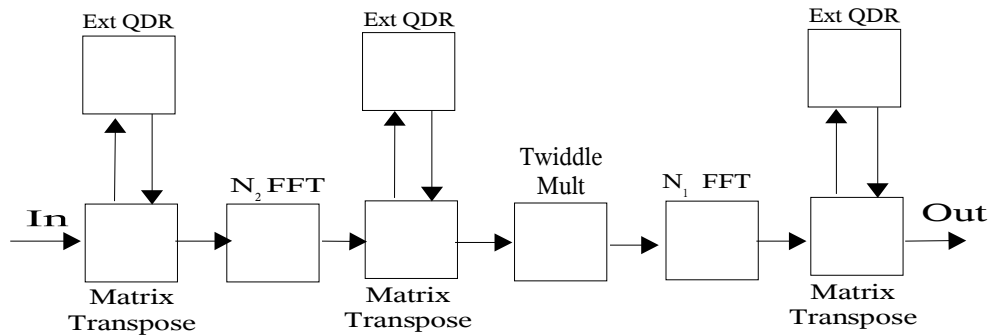 Ext QDR
Ext QDR
Ext QDR
Twiddle
Mult
N2 FFT
N1 FFT
In
Out
Matrix
Transpose
Matrix
Transpose
Matrix
Transpose